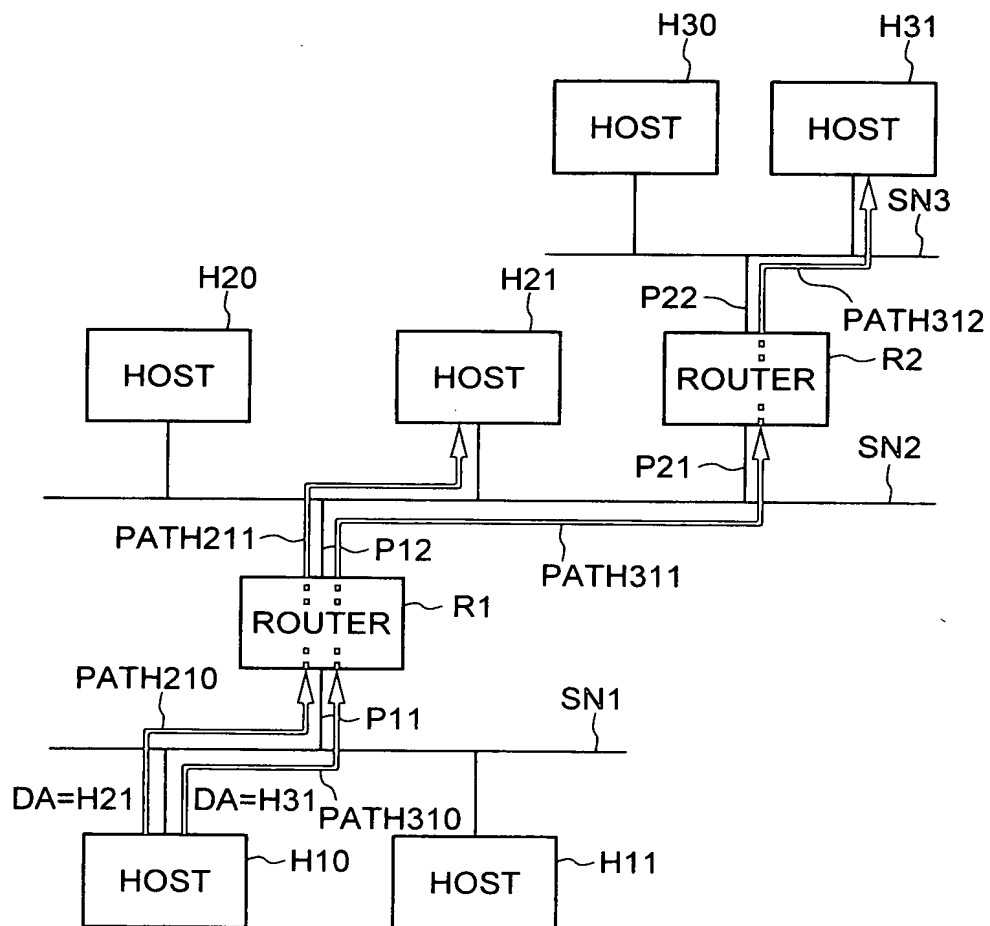 H30
H31
HOST
HOST
SN3
H20
H21
P22
PATH312
HOST
HOST
ROUTER
R2
P21
SN2
PATH211
P12
PATH311
ROUTER
R1
PATH210
P11
SN1
DA=H21
DA=H31
PATH310
HOST
H10
HOST
H11